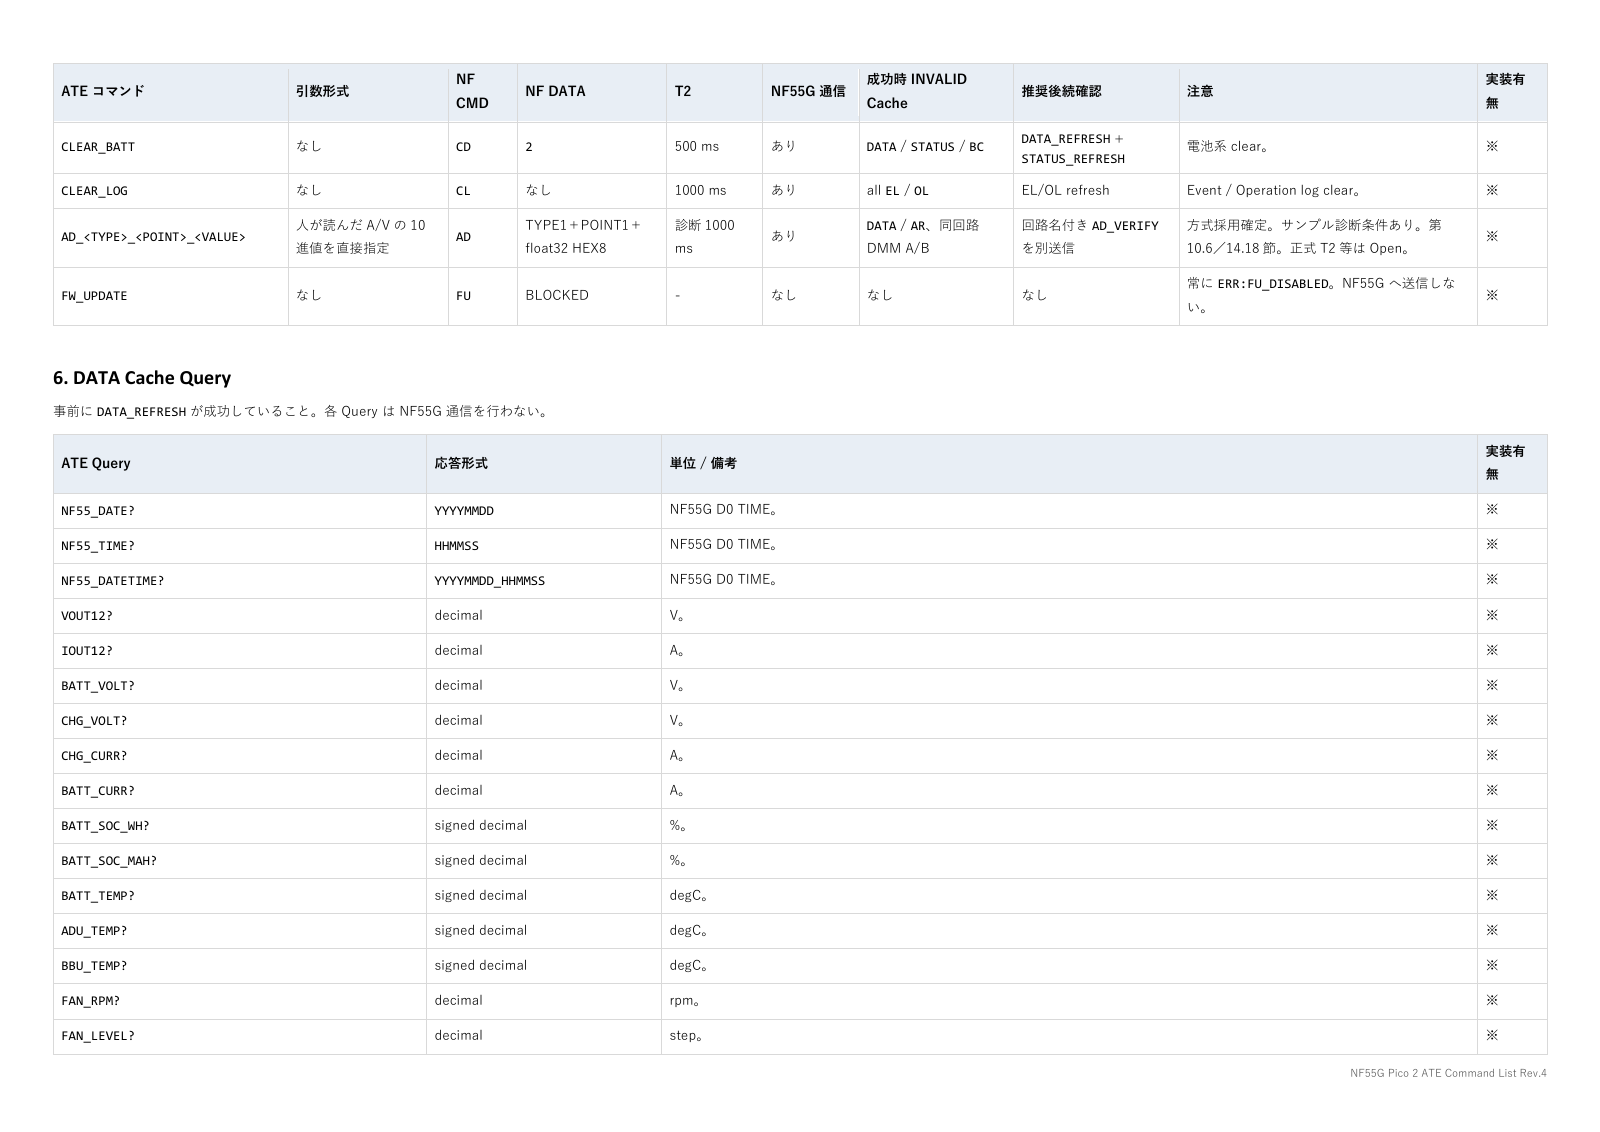 ATE コマンド 引数形式 NF CMD NF DATA T2 NF55G 通信 成功時 INVALID Cache 推奨後続確認 注意 実装有無
CLEAR_BATT なし CD 2 500 ms あり DATA / STATUS / BC DATA_REFRESH + STATUS_REFRESH 電池系 clear。 ※
CLEAR_LOG なし CL なし 1000 ms あり all EL / OL EL/OL refresh Event / Operation log clear。 ※
AD_<TYPE>_<POINT>_<VALUE> 人が読んだ A/V の 10 進値を直接指定 AD TYPE1＋POINT1＋float32 HEX8 診断 1000 ms あり DATA / AR、同回路 DMM A/B 回路名付き AD_VERIFY を別送信 方式採用確定。サンプル診断条件あり。第 10.6／14.18 節。正式 T2 等は Open。 ※
FW_UPDATE なし FU BLOCKED - なし なし なし 常に ERR:FU_DISABLED。NF55G へ送信しない。 ※
6. DATA Cache Query
事前に DATA_REFRESH が成功していること。各 Query は NF55G 通信を行わない。
ATE Query 応答形式 単位 / 備考 実装有無
NF55_DATE? YYYYMMDD NF55G D0 TIME。 ※
NF55_TIME? HHMMSS NF55G D0 TIME。 ※
NF55_DATETIME? YYYYMMDD_HHMMSS NF55G D0 TIME。 ※
VOUT12? decimal V。 ※
IOUT12? decimal A。 ※
BATT_VOLT? decimal V。 ※
CHG_VOLT? decimal V。 ※
CHG_CURR? decimal A。 ※
BATT_CURR? decimal A。 ※
BATT_SOC_WH? signed decimal %。 ※
BATT_SOC_MAH? signed decimal %。 ※
BATT_TEMP? signed decimal degC。 ※
ADU_TEMP? signed decimal degC。 ※
BBU_TEMP? signed decimal degC。 ※
FAN_RPM? decimal rpm。 ※
FAN_LEVEL? decimal step。 ※
NF55G Pico 2 ATE Command List Rev.4